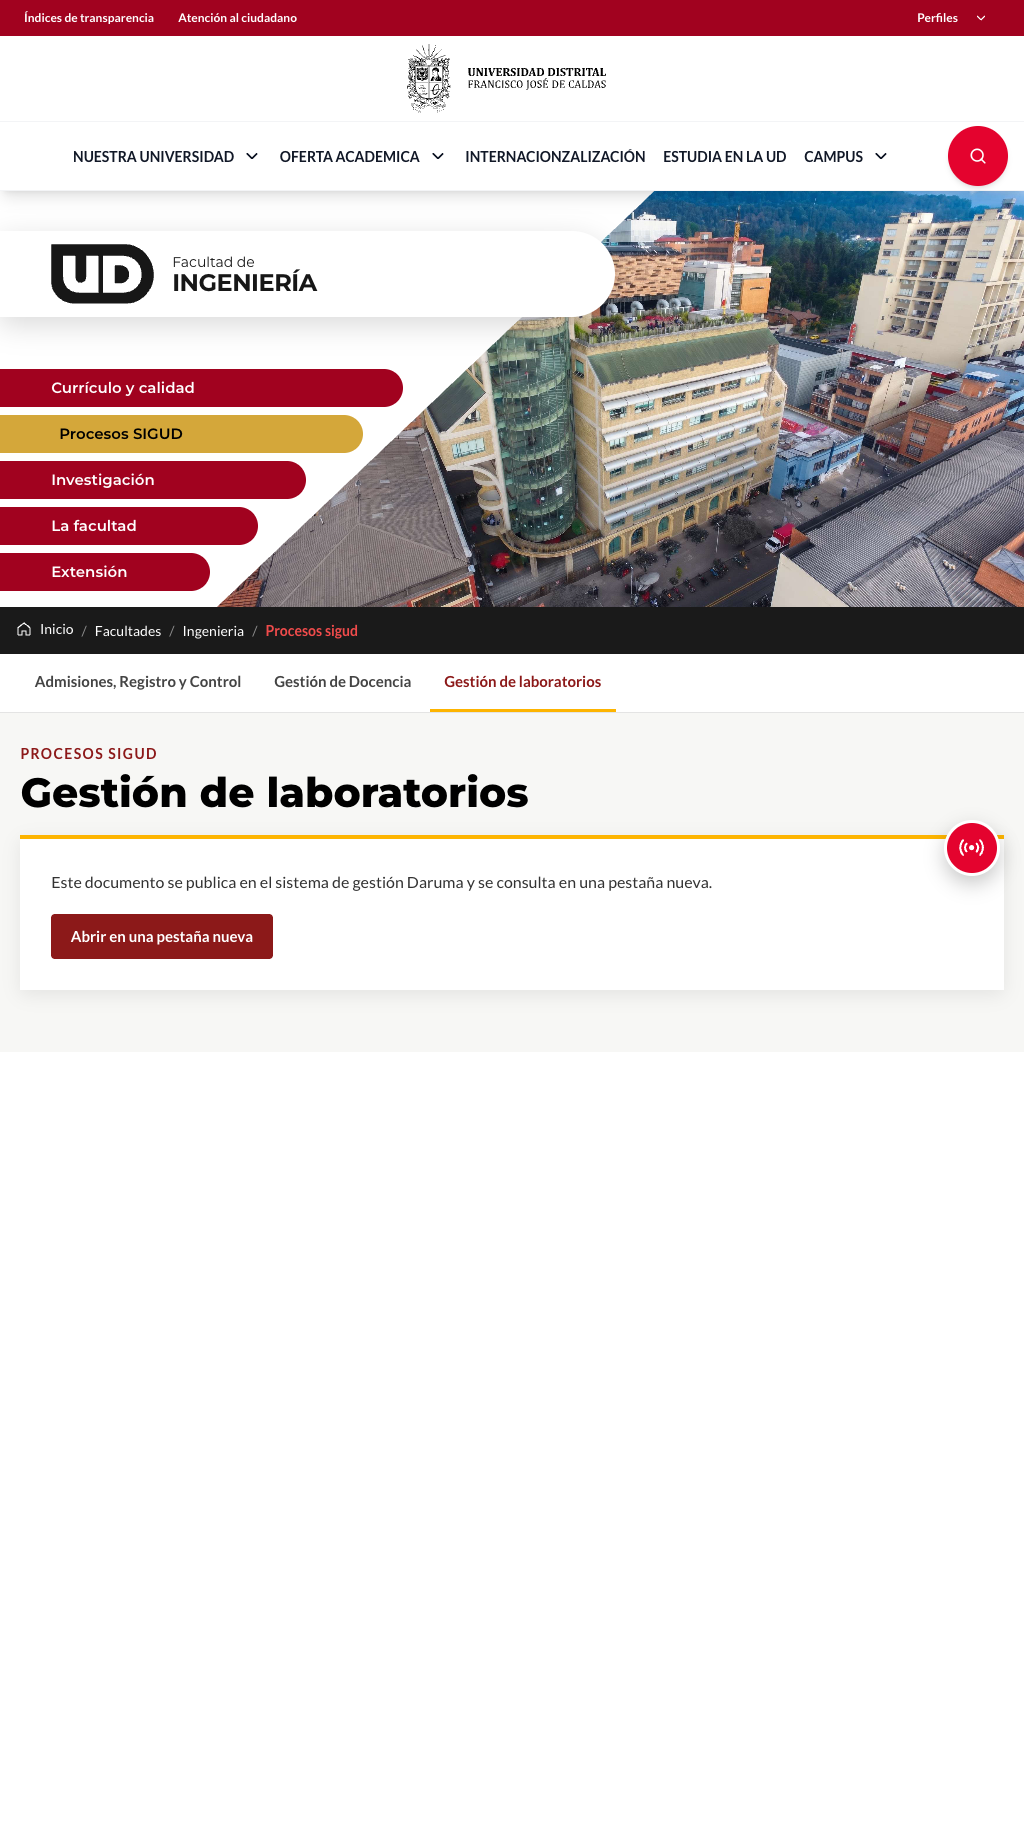 Índices de transparencia
Atención al ciudadano
Perfiles
UNIVERSIDAD DISTRITAL
FRANCISCO JOSÉ DE CALDAS
NUESTRA UNIVERSIDAD
OFERTA ACADEMICA
INTERNACIONZALIZACIÓN
ESTUDIA EN LA UD
CAMPUS
UD
Facultad de
INGENIERÍA
Currículo y calidad
Procesos SIGUD
Investigación
La facultad
Extensión
Inicio / Facultades / Ingenieria / Procesos sigud
Admisiones, Registro y Control
Gestión de Docencia
Gestión de laboratorios
PROCESOS SIGUD
Gestión de laboratorios
Este documento se publica en el sistema de gestión Daruma y se consulta en una pestaña nueva.
Abrir en una pestaña nueva